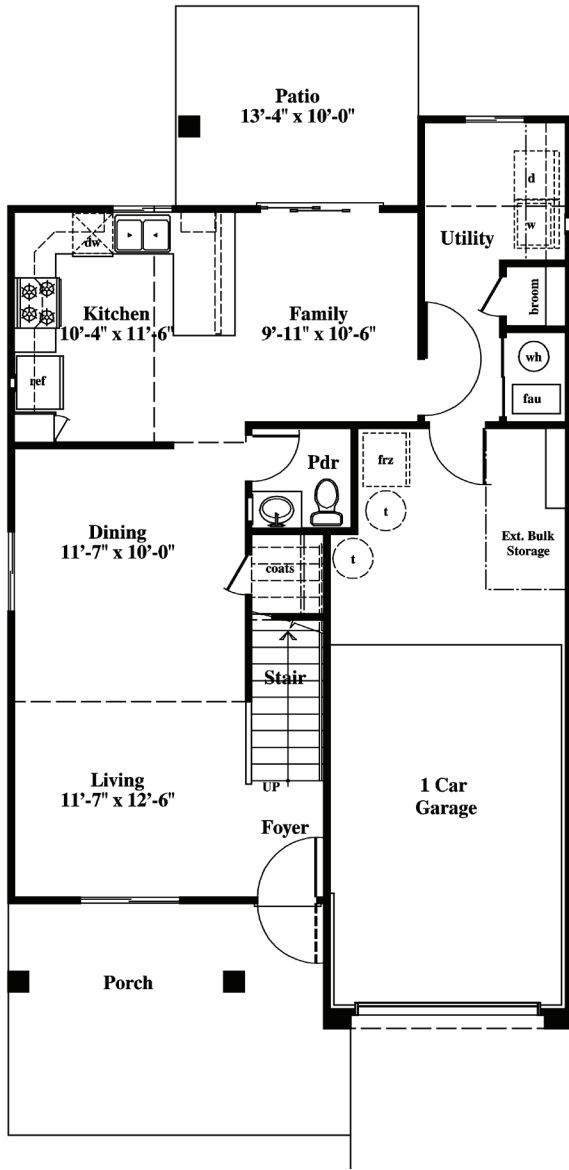 Patio
13'-4" x 10'-0"
d
w
Utility
dw
broom
Kitchen
10'-4" x 11'-6"
Family
9'-11" x 10'-6"
wh
fau
ref
Pdr
frz
t
Dining
11'-7" x 10'-0"
Ext. Bulk
Storage
t
coats
Stair
Living
11'-7" x 12'-6"
UP
1 Car
Garage
Foyer
Porch